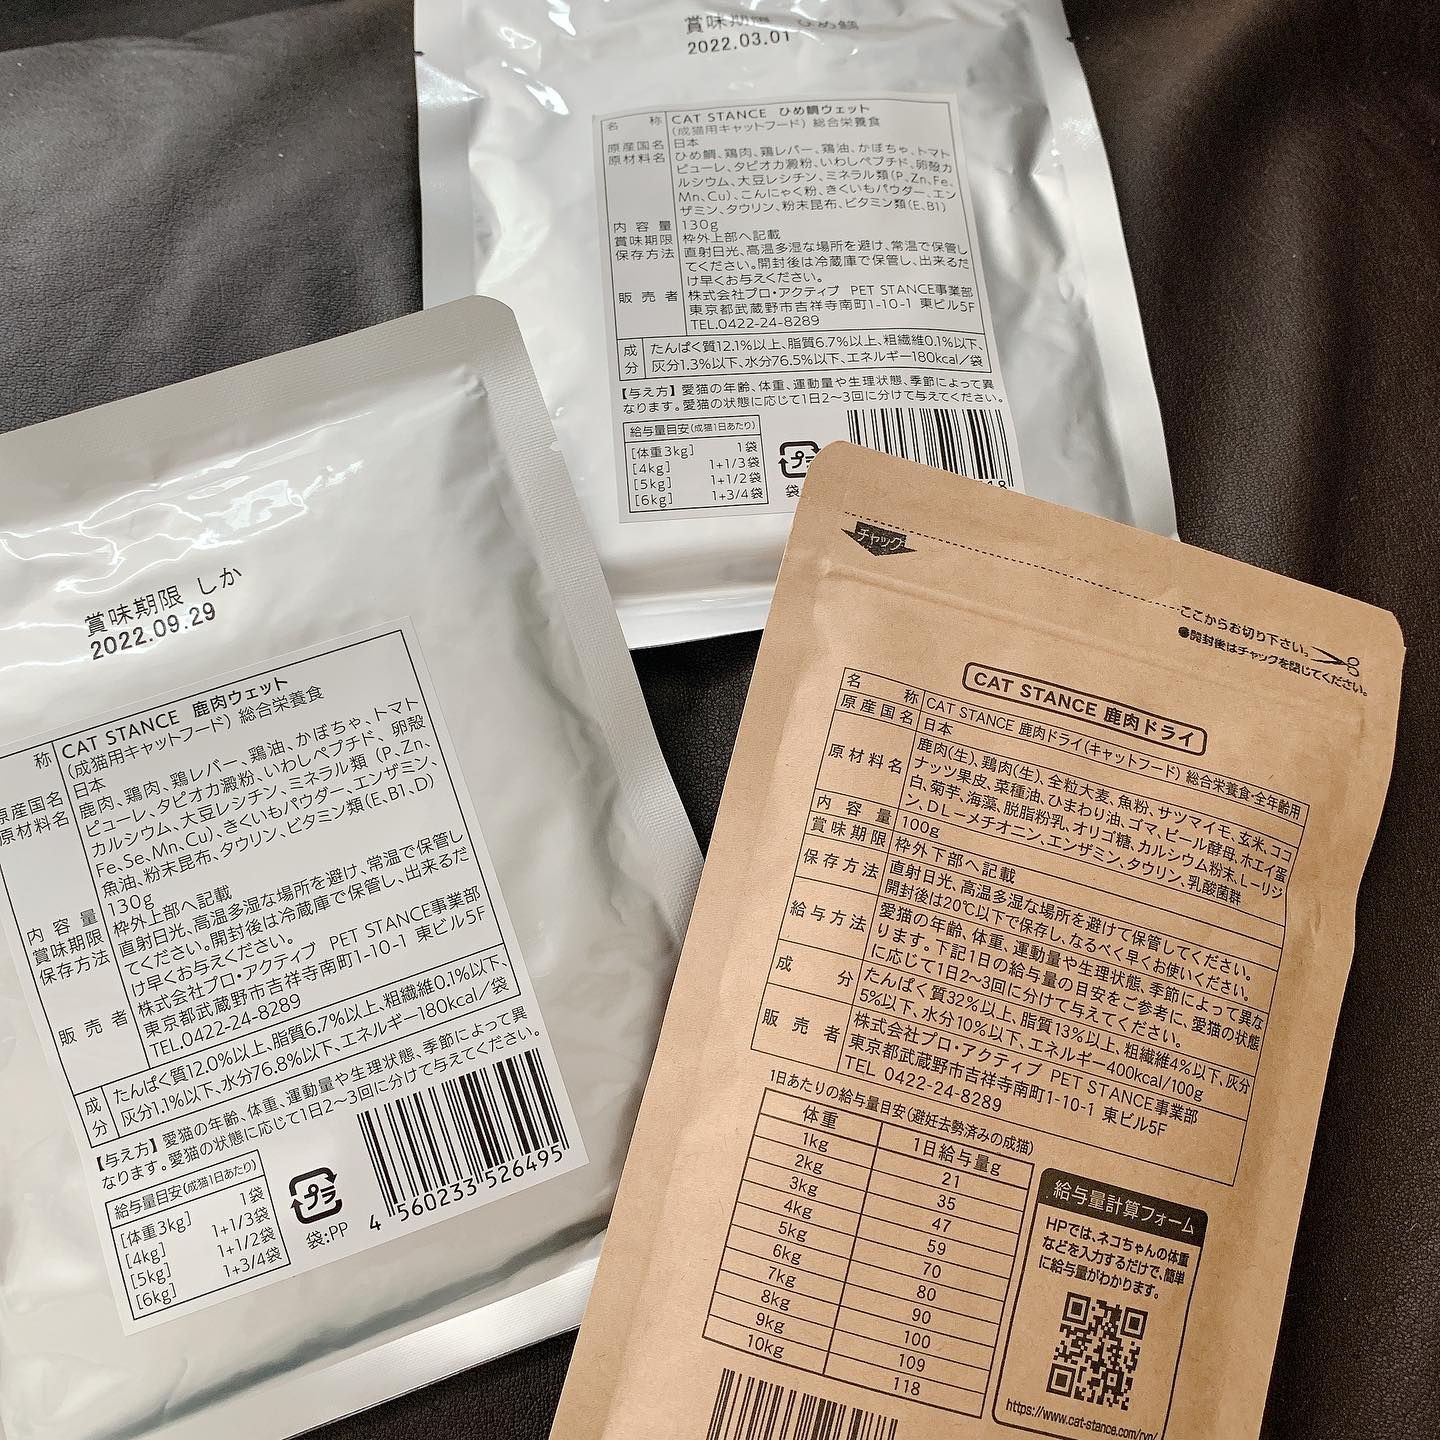 賞味期限 ひめ鯛
2022.03.01
名称 CAT STANCE ひめ鯛ウェット
(成猫用キャットフード) 総合栄養食
原産国名 日本
原材料名 ひめ鯛、鶏肉、鶏レバー、鶏油、かぼちゃ、トマト
ピューレ、タピオカ澱粉、いわしペプチド、卵殻カ
ルシウム、大豆レシチン、ミネラル類(P、Zn、Fe、
Mn、Cu)、こんにゃく粉、きくいもパウダー、エン
ザミン、タウリン、粉末昆布、ビタミン類(E、B1)
内容量 130g
賞味期限 枠外上部へ記載
保存方法 直射日光、高温多湿な場所を避け、常温で保管し
てください。開封後は冷蔵庫で保管し、出来るだ
け早くお与えください。
販売者 株式会社プロ・アクティブ PET STANCE事業部
東京都武蔵野市吉祥寺南町1-10-1 東ビル5F
TEL.0422-24-8289
成分 たんぱく質12.1%以上、脂質6.7%以上、粗繊維0.1%以下、
灰分1.3%以下、水分76.5%以下、エネルギー180kcal/袋
【与え方】愛猫の年齢、体重、運動量や生理状態、季節によって異
なります。愛猫の状態に応じて1日2〜3回に分けて与えてください。
給与量目安(成猫1日あたり)
[体重3kg] 1袋
[4kg] 1+1/3袋
[5kg] 1+1/2袋
[6kg] 1+3/4袋
プラ
袋
賞味期限 しか
2022.09.29
名称 CAT STANCE 鹿肉ウェット
(成猫用キャットフード) 総合栄養食
原産国名 日本
原材料名 鹿肉、鶏肉、鶏レバー、鶏油、かぼちゃ、トマト
ピューレ、タピオカ澱粉、いわしペプチド、卵殻
カルシウム、大豆レシチン、ミネラル類(P、Zn、
Fe、Se、Mn、Cu)、きくいもパウダー、エンザミン、
魚油、粉末昆布、タウリン、ビタミン類(E、B1、D)
内容量 130g
賞味期限 枠外上部へ記載
保存方法 直射日光、高温多湿な場所を避け、常温で保管し
てください。開封後は冷蔵庫で保管し、出来るだ
け早くお与えください。
販売者 株式会社プロ・アクティブ PET STANCE事業部
東京都武蔵野市吉祥寺南町1-10-1 東ビル5F
TEL.0422-24-8289
成分 たんぱく質12.0%以上、脂質6.7%以上、粗繊維0.1%以下、
灰分1.1%以下、水分76.8%以下、エネルギー180kcal/袋
【与え方】愛猫の年齢、体重、運動量や生理状態、季節によって異
なります。愛猫の状態に応じて1日2〜3回に分けて与えてください。
給与量目安(成猫1日あたり)
[体重3kg] 1袋
[4kg] 1+1/3袋
[5kg] 1+1/2袋
[6kg] 1+3/4袋
プラ
袋:PP
4 560233 526495
チャック
ここからお切り下さい。
●開封後はチャックを閉じてください。
CAT STANCE 鹿肉ドライ
名称 CAT STANCE 鹿肉ドライ(キャットフード) 総合栄養食・全年齢用
原産国名 日本
原材料名 鹿肉(生)、鶏肉(生)、全粒大麦、魚粉、サツマイモ、玄米、ココ
ナッツ果皮、菜種油、ひまわり油、ゴマ、ビール酵母、ホエイ蛋
白、菊芋、海藻、脱脂粉乳、オリゴ糖、カルシウム粉末、L-リジ
ン、DL-メチオニン、エンザミン、タウリン、乳酸菌群
内容量 100g
賞味期限 枠外下部へ記載
保存方法 直射日光、高温多湿な場所を避けて保管してください。
開封後は20℃以下で保存し、なるべく早くお使いください。
給与方法 愛猫の年齢、体重、運動量や生理状態、季節によって異な
ります。下記1日の給与量の目安をご参考に、愛猫の状態
に応じて1日2〜3回に分けて与えてください。
成分 たんぱく質32%以上、脂質13%以上、粗繊維4%以下、灰分
5%以下、水分10%以下、エネルギー400kcal/100g
販売者 株式会社プロ・アクティブ PET STANCE事業部
東京都武蔵野市吉祥寺南町1-10-1 東ビル5F
TEL 0422-24-8289
1日あたりの給与量目安(避妊去勢済みの成猫)
体重 1日給与量g
1kg 21
2kg 35
3kg 47
4kg 59
5kg 70
6kg 80
7kg 90
8kg 100
9kg 109
10kg 118
給与量計算フォーム
HPでは、ネコちゃんの体重
などを入力するだけで、簡単
に給与量がわかります。
https://www.cat-stance.com/ryo/